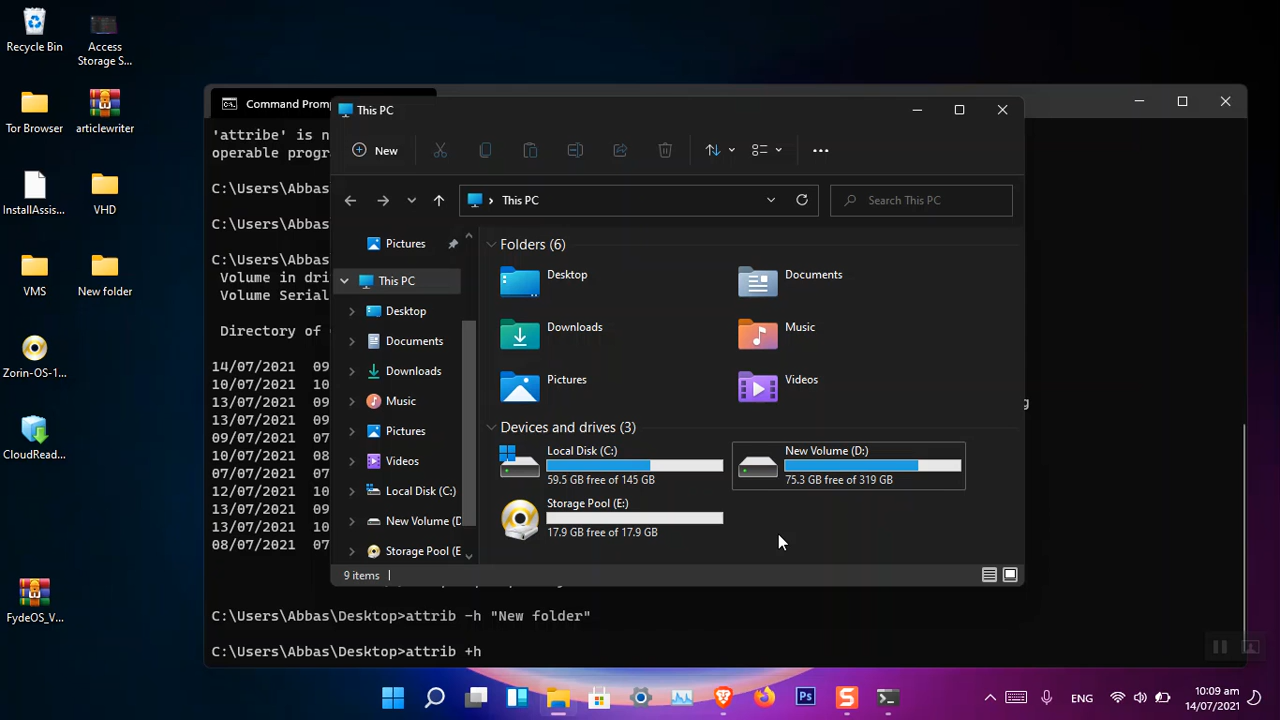 Recycle Bin
Access
Storage S...
Tor Browser
articlewriter
InstallAssis...
VHD
VMS
New folder
Zorin-OS-1...
CloudRead...
FydeOS_V...
Command Prom
'attribe' is n
operable progr
C:\Users\Abbas
C:\Users\Abbas
C:\Users\Abbas
Volume in dri
Volume Serial
Directory of
14/07/2021 09
10/07/2021 10
13/07/2021 09
13/07/2021 09
09/07/2021 07
10/07/2021 08
07/07/2021 07
12/07/2021 10
13/07/2021 09
13/07/2021 10
08/07/2021 07
g
C:\Users\Abbas\Desktop>attrib -h "New folder"
C:\Users\Abbas\Desktop>attrib +h
This PC
New
This PC
Search This PC
Pictures
This PC
Desktop
Documents
Downloads
Music
Pictures
Videos
Local Disk (C:)
New Volume (D
Storage Pool (E
Folders (6)
Desktop
Documents
Downloads
Music
Pictures
Videos
Devices and drives (3)
Local Disk (C:)
59.5 GB free of 145 GB
New Volume (D:)
75.3 GB free of 319 GB
Storage Pool (E:)
17.9 GB free of 17.9 GB
9 items
Ps
S
ENG
10:09 am
14/07/2021